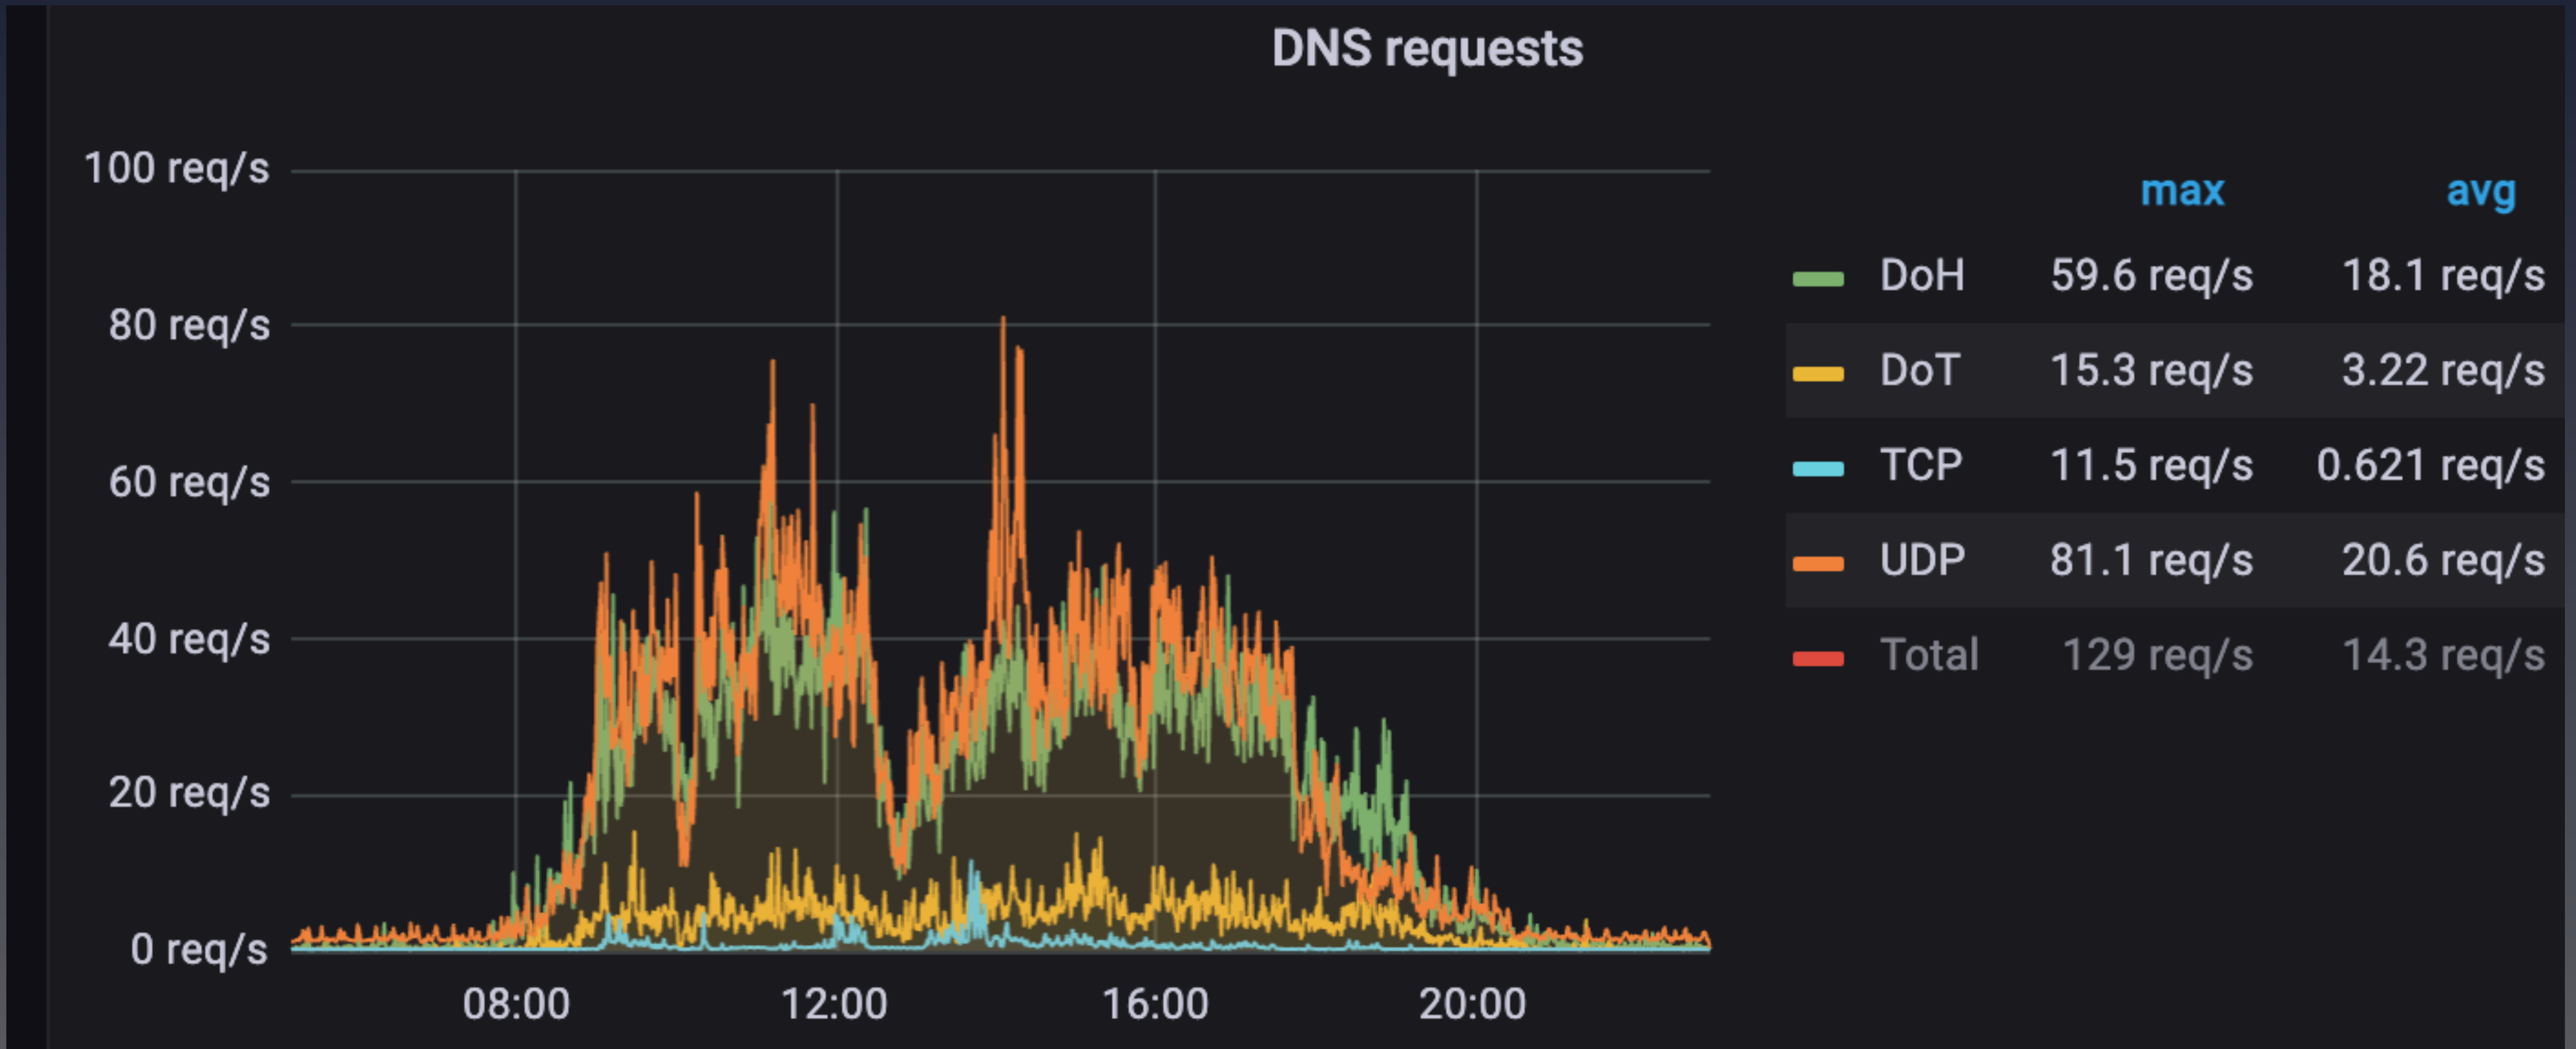 DNS requests
100 req/s
80 req/s
60 req/s
40 req/s
20 req/s
0 req/s
08:00 12:00 16:00 20:00
max avg
DoH 59.6 req/s 18.1 req/s
DoT 15.3 req/s 3.22 req/s
TCP 11.5 req/s 0.621 req/s
UDP 81.1 req/s 20.6 req/s
Total 129 req/s 14.3 req/s